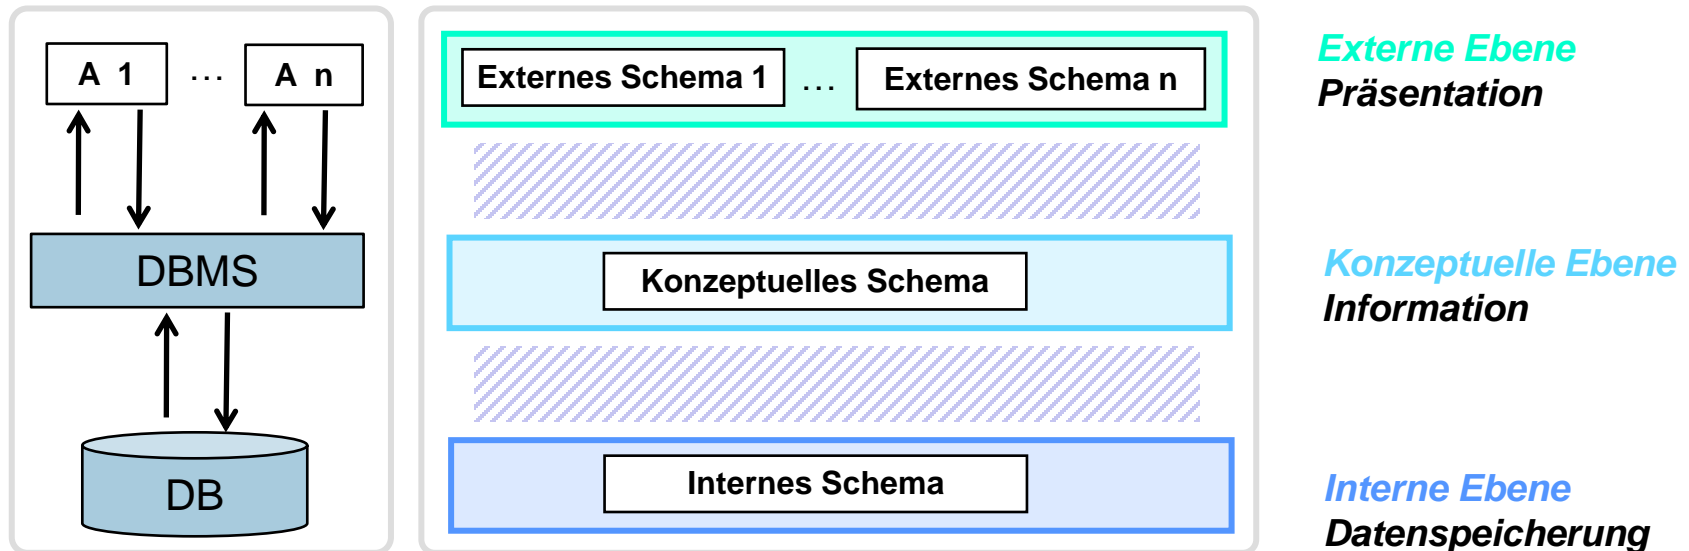 A 1 ... A n
DBMS
DB
Externes Schema 1 ... Externes Schema n
Konzeptuelles Schema
Internes Schema
Externe Ebene
Präsentation
Konzeptuelle Ebene
Information
Interne Ebene
Datenspeicherung